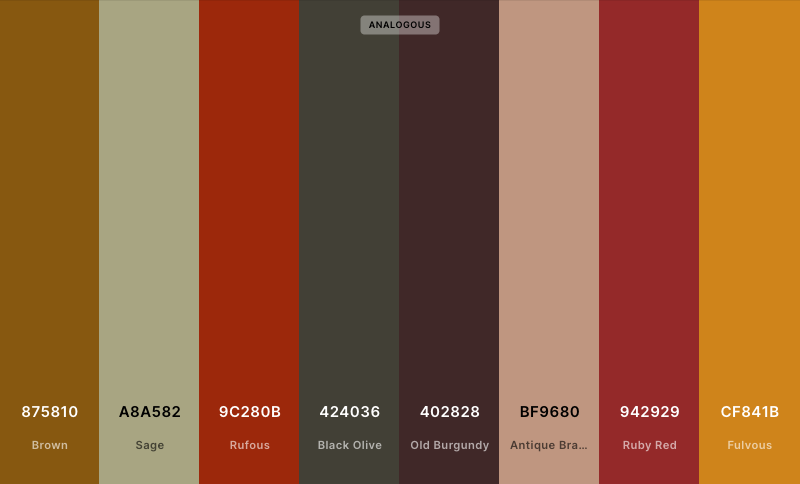 ANALOGOUS
875810 A8A582 9C280B 424036 402828 BF9680 942929 CF841B
Brown Sage Rufous Black Olive Old Burgundy Antique Bra... Ruby Red Fulvous